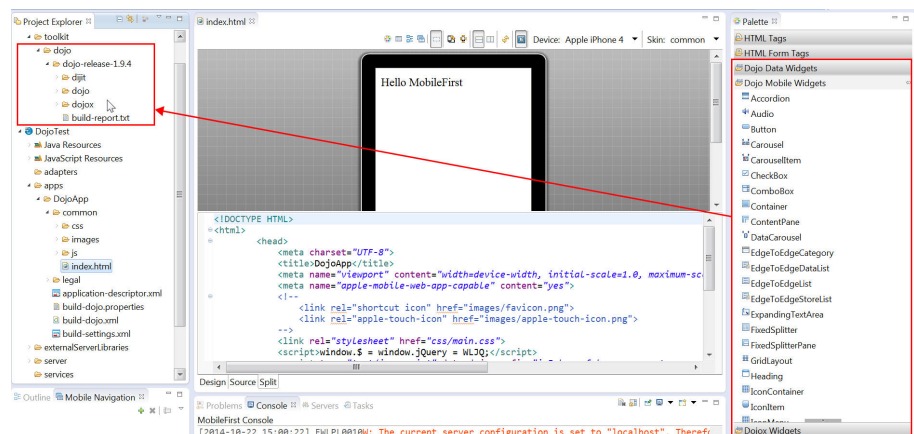 Project Explorer
toolkit
dojo
dojo-release-1.9.4
dijit
dojo
dojox
build-report.txt
DojoTest
Java Resources
JavaScript Resources
adapters
apps
DojoApp
common
css
images
js
index.html
legal
application-descriptor.xml
build-dojo.properties
build-dojo.xml
build-settings.xml
externalServerLibraries
server
services
Outline Mobile Navigation
index.html
Device: Apple iPhone 4 Skin: common
Hello MobileFirst
<!DOCTYPE HTML>
<html>
<head>
<meta charset="UTF-8">
<title>DojoApp</title>
<meta name="viewport" content="width=device-width, initial-scale=1.0, maximum-sc
<meta name="apple-mobile-web-app-capable" content="yes">
<!--
<link rel="shortcut icon" href="images/favicon.png">
<link rel="apple-touch-icon" href="images/apple-touch-icon.png">
-->
<link rel="stylesheet" href="css/main.css">
<script>window.$ = window.jQuery = WLJQ;</script>
Design Source Split
Problems Console Servers Tasks
MobileFirst Console
[2014-10-22 15:00:22] FWLPL0010W: The current server configuration is set to "localhost". Therefo
Palette
HTML Tags
HTML Form Tags
Dojo Data Widgets
Dojo Mobile Widgets
Accordion
Audio
Button
Carousel
CarouselItem
CheckBox
ComboBox
Container
ContentPane
DataCarousel
EdgeToEdgeCategory
EdgeToEdgeDataList
EdgeToEdgeList
EdgeToEdgeStoreList
ExpandingTextArea
FixedSplitter
FixedSplitterPane
GridLayout
Heading
IconContainer
IconItem
IconMenu
Dojox Widgets